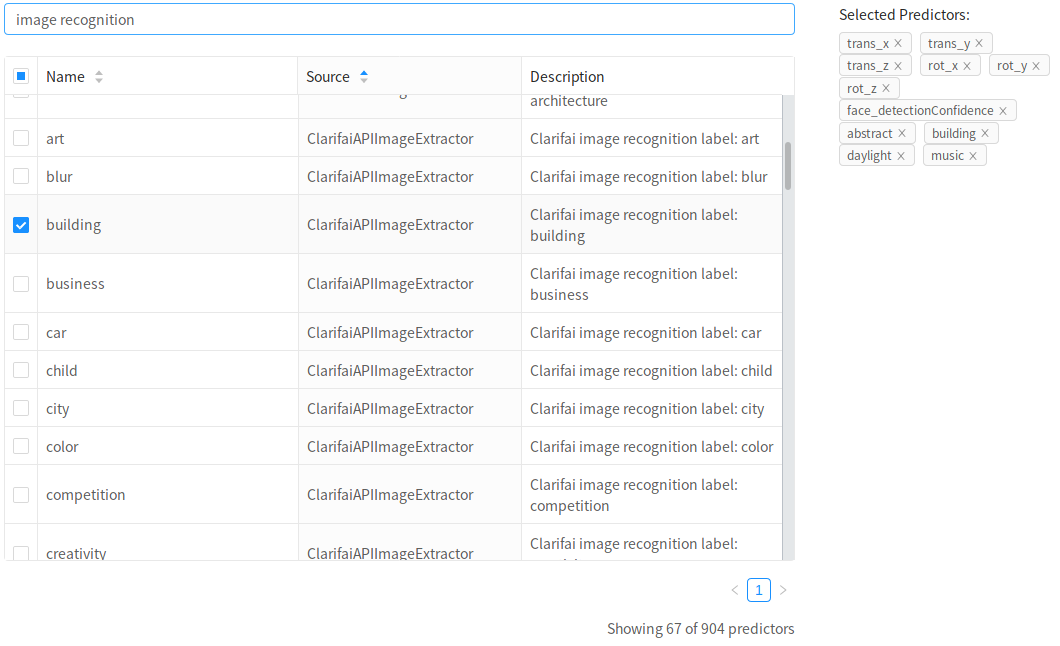 image recognition
Selected Predictors:
trans_x
trans_y
trans_z
rot_x
rot_y
rot_z
face_detectionConfidence
abstract
building
daylight
music
Name Source Description
architecture
art ClarifaiAPIImageExtractor Clarifai image recognition label: art
blur ClarifaiAPIImageExtractor Clarifai image recognition label: blur
building ClarifaiAPIImageExtractor Clarifai image recognition label:
building
business ClarifaiAPIImageExtractor Clarifai image recognition label:
business
car ClarifaiAPIImageExtractor Clarifai image recognition label: car
child ClarifaiAPIImageExtractor Clarifai image recognition label: child
city ClarifaiAPIImageExtractor Clarifai image recognition label: city
color ClarifaiAPIImageExtractor Clarifai image recognition label: color
competition ClarifaiAPIImageExtractor Clarifai image recognition label:
competition
creativity ClarifaiAPIImageExtractor Clarifai image recognition label:
< 1 >
Showing 67 of 904 predictors